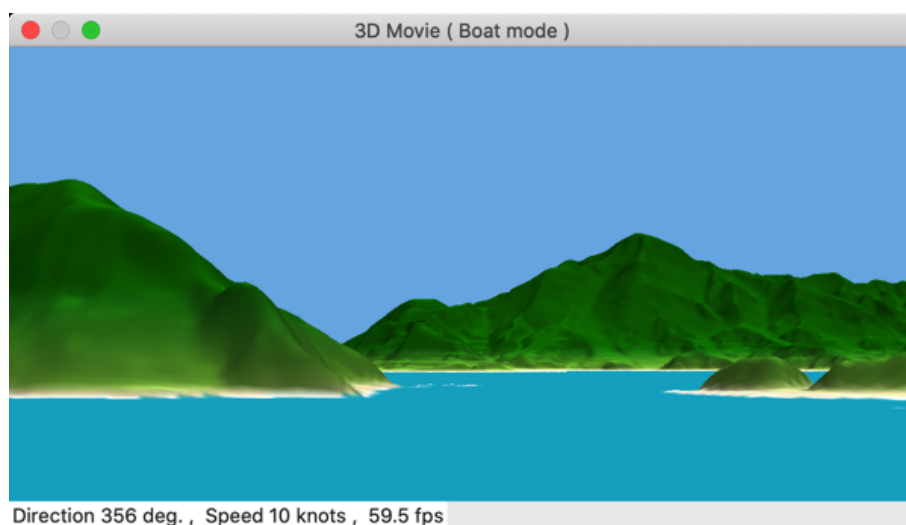 3D Movie ( Boat mode )
Direction 356 deg. ,  Speed 10 knots ,  59.5 fps